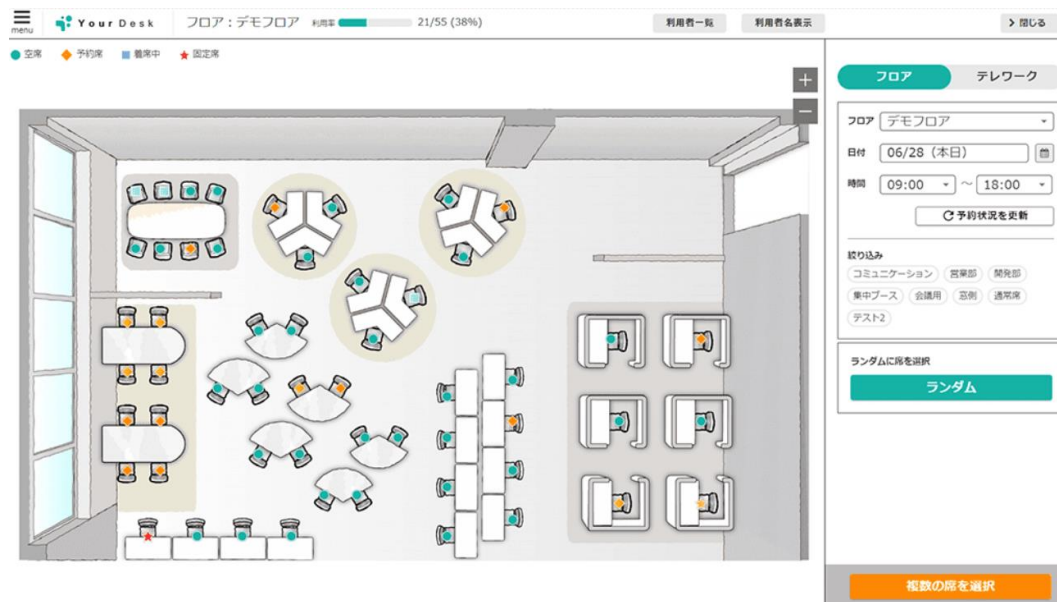 menu
Your Desk
フロア：デモフロア 利用率 21/55 (38%)
利用者一覧
利用者名表示
閉じる
空席 予約席 着席中 固定席
＋
－
フロア
テレワーク
フロア デモフロア
日付 06/28（本日）
時間 09:00 ～ 18:00
予約状況を更新
絞り込み
コミュニケーション 営業部 開発部
集中ブース 会議用 窓側 通常席
テスト2
ランダムに席を選択
ランダム
複数の席を選択